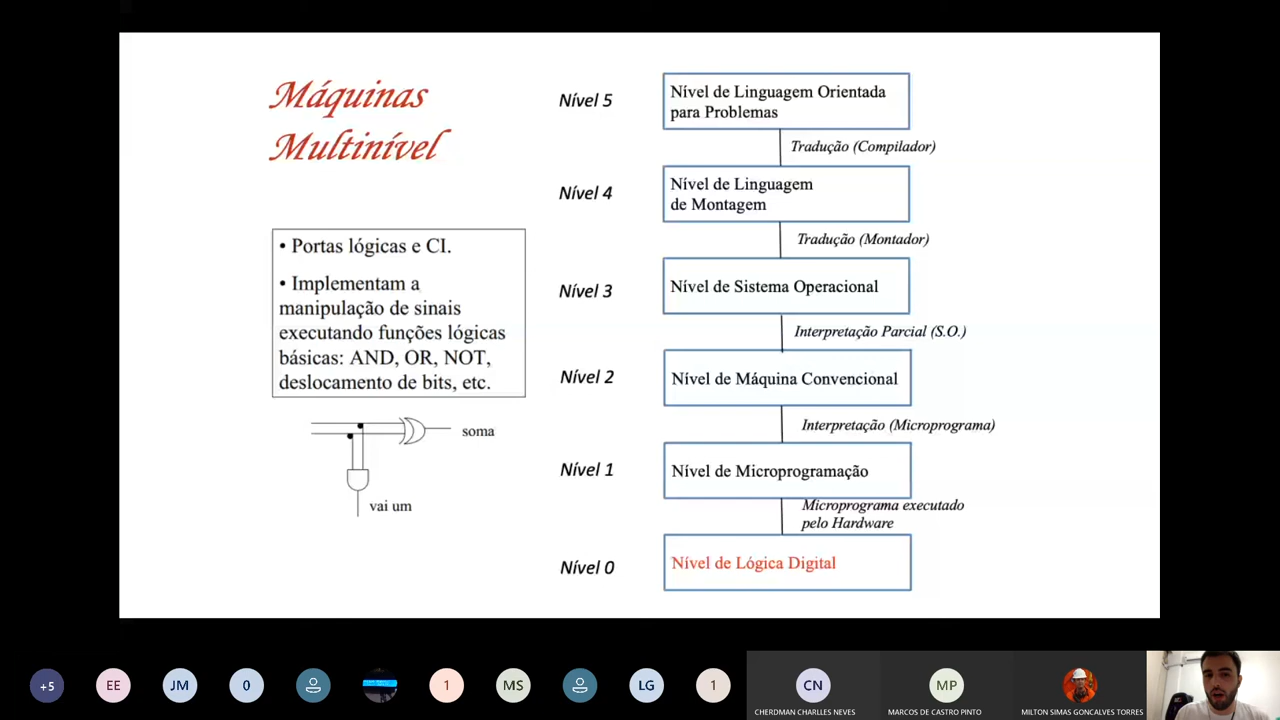 Máquinas
Multinível
• Portas lógicas e CI.
• Implementam a
manipulação de sinais
executando funções lógicas
básicas: AND, OR, NOT,
deslocamento de bits, etc.
soma
vai um
Nível 5
Nível de Linguagem Orientada
para Problemas
Tradução (Compilador)
Nível 4
Nível de Linguagem
de Montagem
Tradução (Montador)
Nível 3
Nível de Sistema Operacional
Interpretação Parcial (S.O.)
Nível 2
Nível de Máquina Convencional
Interpretação (Microprograma)
Nível 1
Nível de Microprogramação
Microprograma executado
pelo Hardware
Nível 0
Nível de Lógica Digital
+5
EE
JM
0
1
MS
LG
1
CN
CHERDMAN CHARLLES NEVES
MP
MARCOS DE CASTRO PINTO
MILTON SIMAS GONCALVES TORRES